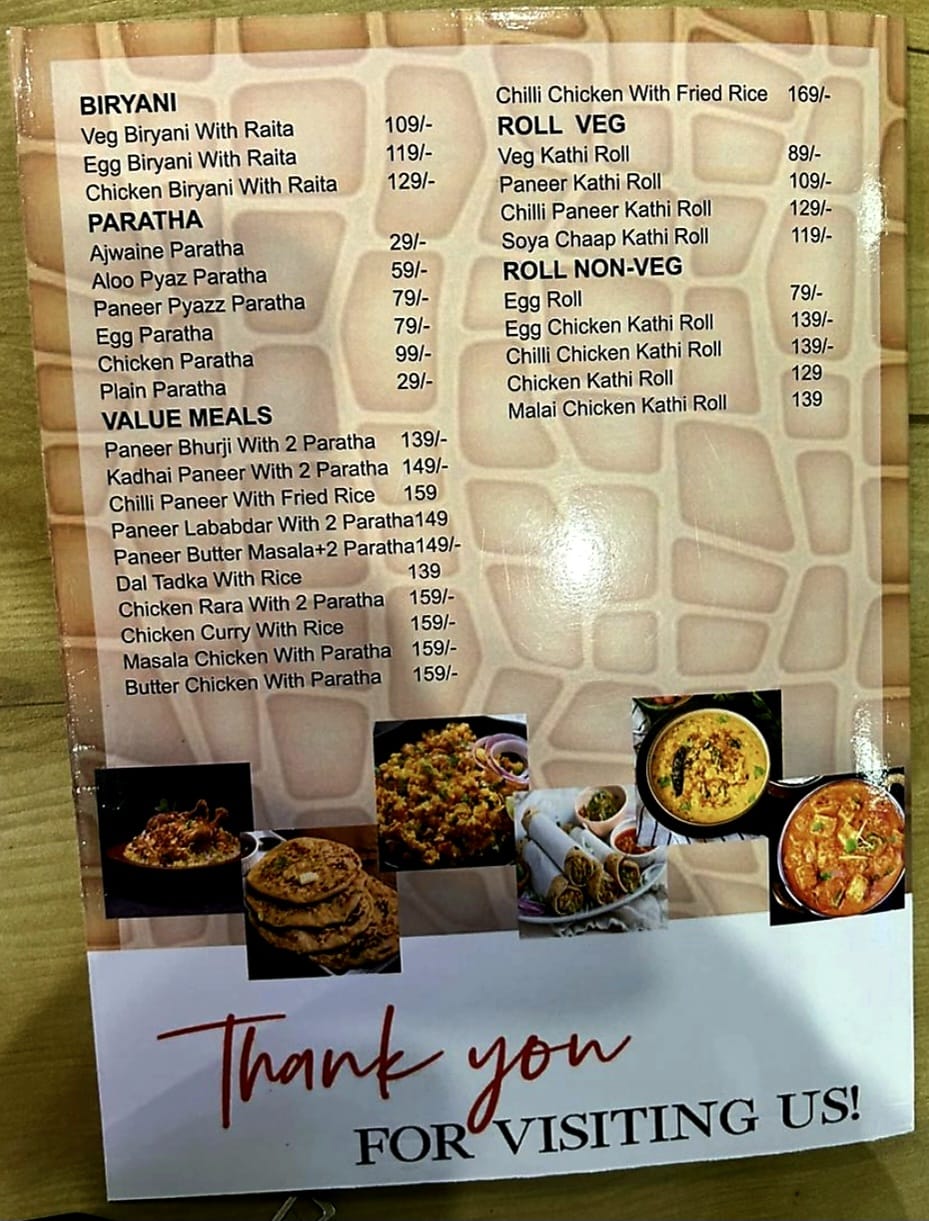 BIRYANI
Veg Biryani With Raita 109/-
Egg Biryani With Raita 119/-
Chicken Biryani With Raita 129/-
PARATHA
Ajwaine Paratha 29/-
Aloo Pyaz Paratha 59/-
Paneer Pyazz Paratha 79/-
Egg Paratha 79/-
Chicken Paratha 99/-
Plain Paratha 29/-
VALUE MEALS
Paneer Bhurji With 2 Paratha 139/-
Kadhai Paneer With 2 Paratha 149/-
Chilli Paneer With Fried Rice 159
Paneer Lababdar With 2 Paratha149
Paneer Butter Masala+2 Paratha149/-
Dal Tadka With Rice 139
Chicken Rara With 2 Paratha 159/-
Chicken Curry With Rice 159/-
Masala Chicken With Paratha 159/-
Butter Chicken With Paratha 159/-
Chilli Chicken With Fried Rice 169/-
ROLL VEG
Veg Kathi Roll 89/-
Paneer Kathi Roll 109/-
Chilli Paneer Kathi Roll 129/-
Soya Chaap Kathi Roll 119/-
ROLL NON-VEG
Egg Roll 79/-
Egg Chicken Kathi Roll 139/-
Chilli Chicken Kathi Roll 139/-
Chicken Kathi Roll 129
Malai Chicken Kathi Roll 139
Thank you
FOR VISITING US!